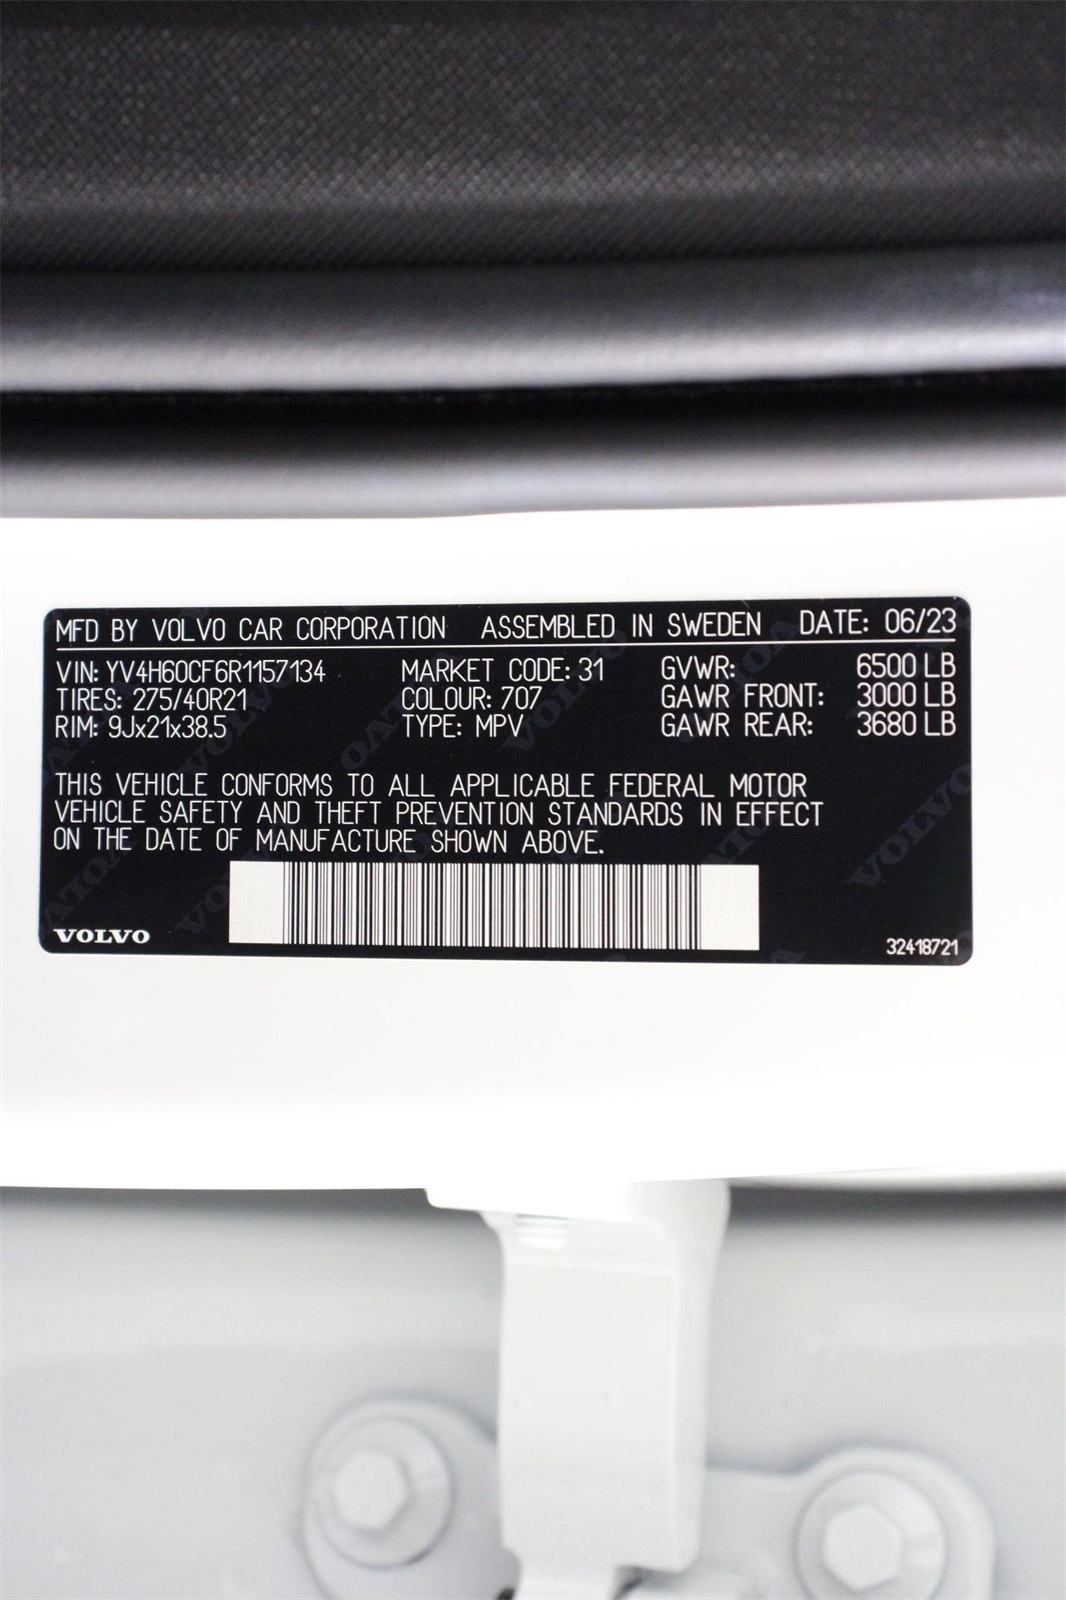 MFD BY VOLVO CAR CORPORATION ASSEMBLED IN SWEDEN DATE: 06/23
VIN: YV4H60CF6R1157134 MARKET CODE: 31 GVWR: 6500 LB
TIRES: 275/40R21 COLOUR: 707 GAWR FRONT: 3000 LB
RIM: 9Jx21x38.5 TYPE: MPV GAWR REAR: 3680 LB
THIS VEHICLE CONFORMS TO ALL APPLICABLE FEDERAL MOTOR
VEHICLE SAFETY AND THEFT PREVENTION STANDARDS IN EFFECT
ON THE DATE OF MANUFACTURE SHOWN ABOVE.
VOLVO 32418721